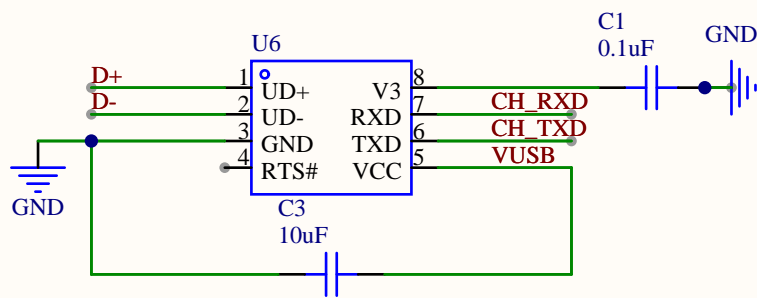 C1
0.1uF
GND
U6
D+
1
UD+
V3
8
D-
2
UD-
RXD
7
CH_RXD
3
GND
TXD
6
CH_TXD
4
RTS#
VCC
5
VUSB
GND
C3
10uF